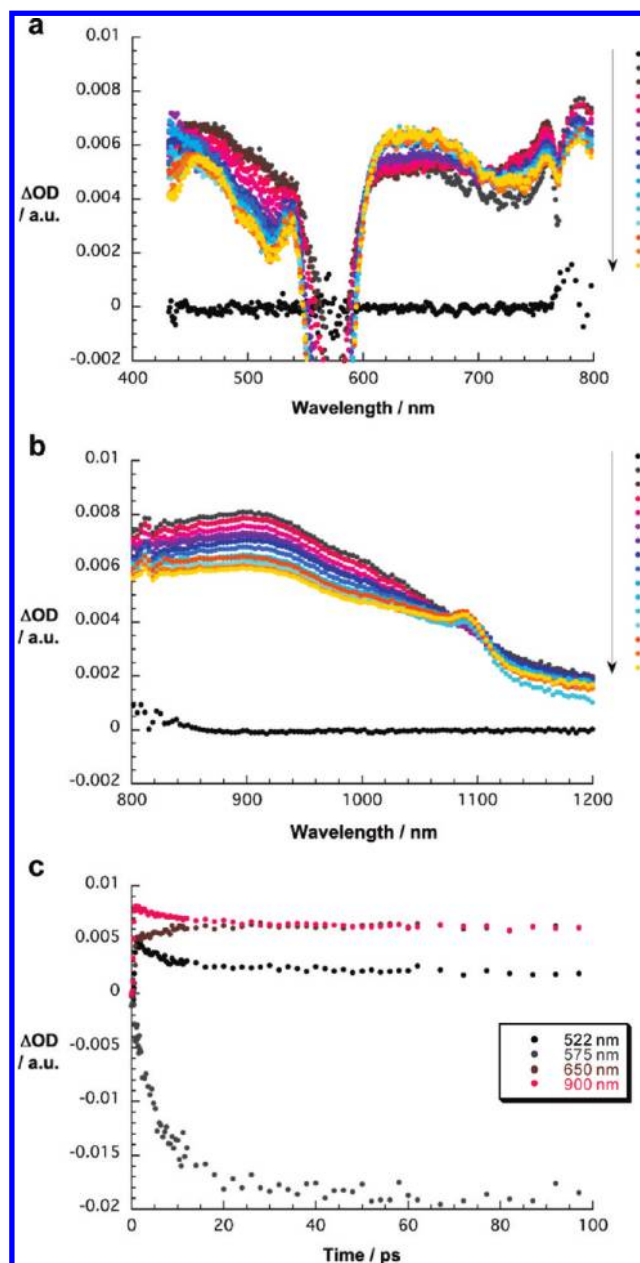 a
0.01
0.008
0.006
0.004
0.002
0
-0.002
ΔOD
/ a.u.
400 500 600 700 800
Wavelength / nm
b
0.01
0.008
0.006
0.004
0.002
0
-0.002
ΔOD
/ a.u.
800 900 1000 1100 1200
Wavelength / nm
c
0.01
0.005
0
-0.005
-0.01
-0.015
-0.02
ΔOD
/ a.u.
522 nm
575 nm
650 nm
900 nm
0 20 40 60 80 100
Time / ps